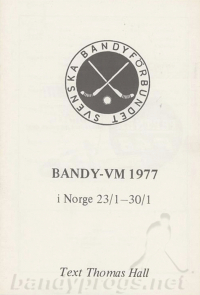 SVENSKA BANDYFÖRBUNDET
BANDY-VM 1977
i Norge 23/1–30/1
Text Thomas Hall
bandyprogs.net